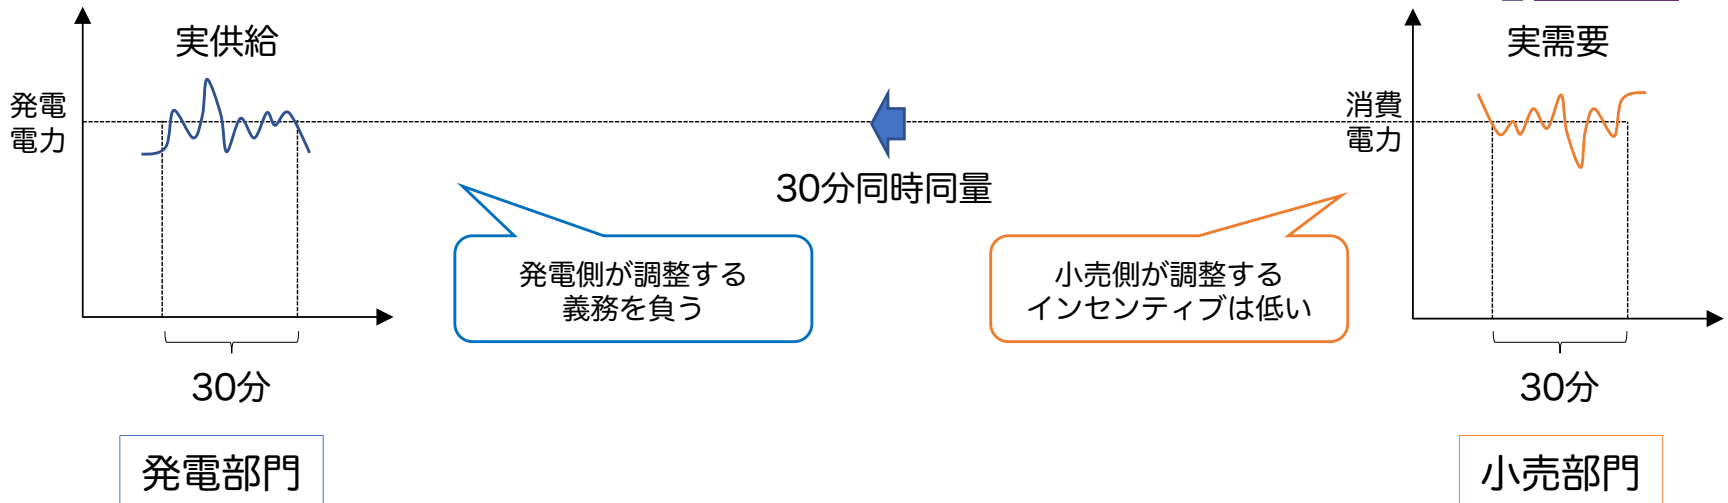 実供給
発電
電力
30分
発電部門
30分同時同量
発電側が調整する
義務を負う
小売側が調整する
インセンティブは低い
実需要
消費
電力
30分
小売部門